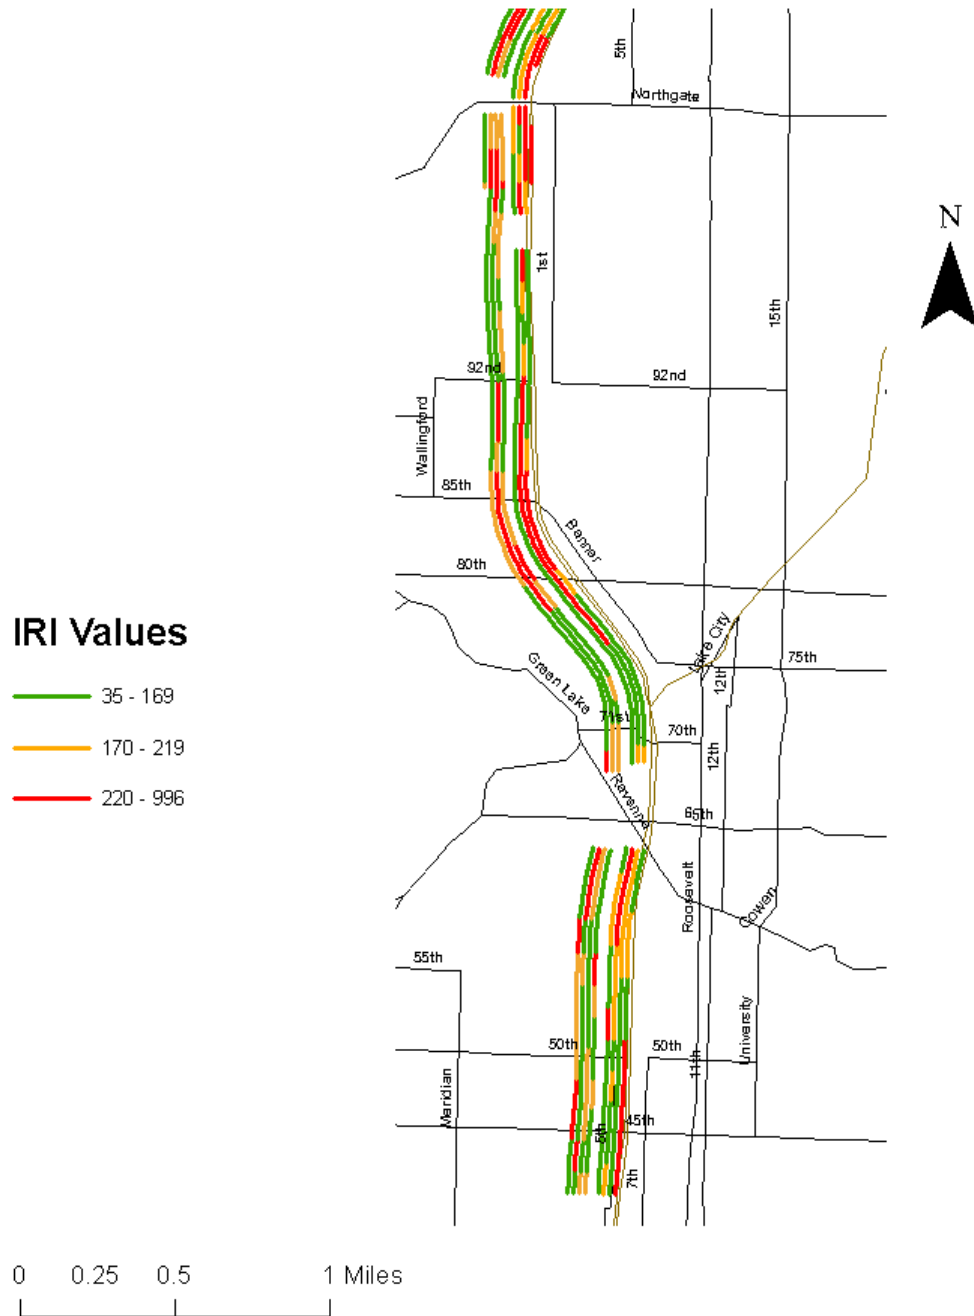 5th
Northgate
N
1st
15th
92nd
92nd
Wallingford
85th
Banner
80th
IRI Values
Lake City
75th
Green Lake
12th
35 - 169
71st
70th
170 - 219
12th
220 - 996
Ravenna
65th
Roosevelt
Cowen
55th
University
50th
50th
11th
Meridian
45th
5th
7th
0 0.25 0.5 1 Miles